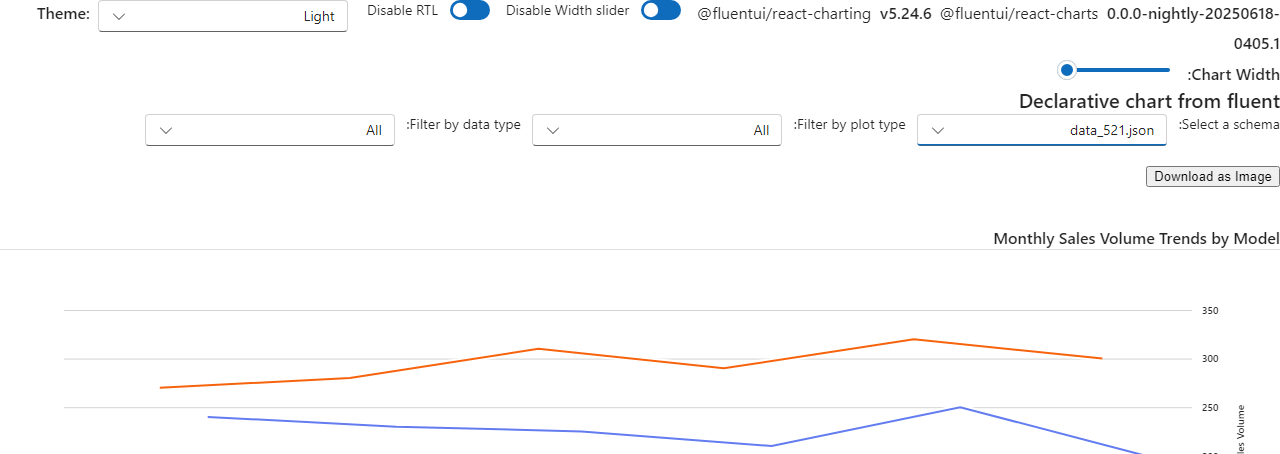 Theme: Light Disable RTL Disable Width slider @fluentui/react-charting v5.24.6 @fluentui/react-charts 0.0.0-nightly-20250618-
0405.1
:Chart Width
Declarative chart from fluent
:Select a schema data_521.json :Filter by plot type All :Filter by data type All
Download as Image
Monthly Sales Volume Trends by Model
350
300
250